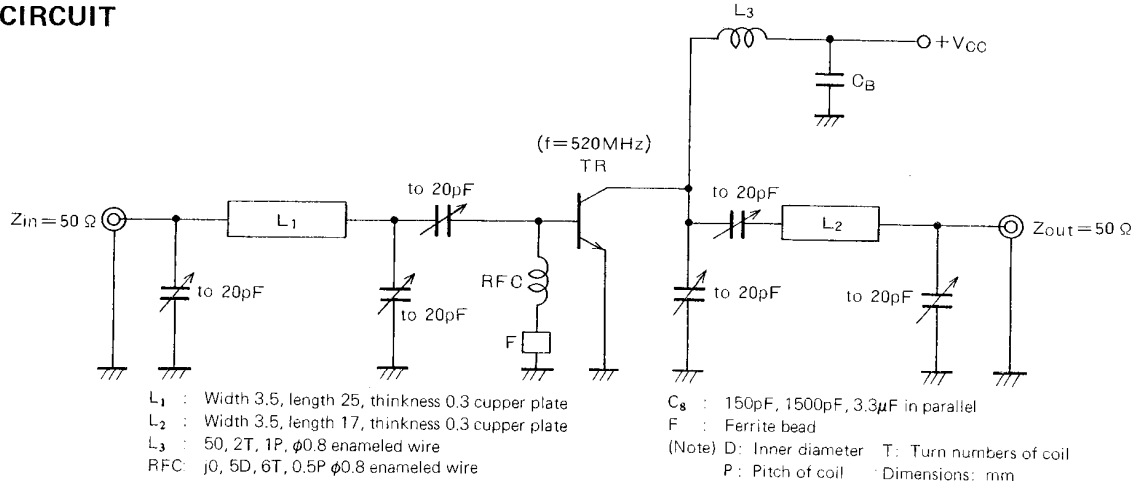 CIRCUIT
L3
+VCC
CB
(f=520MHz)
TR
to 20pF
to 20pF
Zin=50 Ω
L1
L2
Zout=50 Ω
RFC
to 20pF
to 20pF
to 20pF
to 20pF
F
L1 : Width 3.5, length 25, thinkness 0.3 cupper plate
L2 : Width 3.5, length 17, thinkness 0.3 cupper plate
L3 : 50, 2T, 1P, φ0.8 enameled wire
RFC: j0, 5D, 6T, 0.5P φ0.8 enameled wire
C8 : 150pF, 1500pF, 3.3μF in parallel
F : Ferrite bead
(Note) D: Inner diameter T: Turn numbers of coil
P: Pitch of coil Dimensions: mm